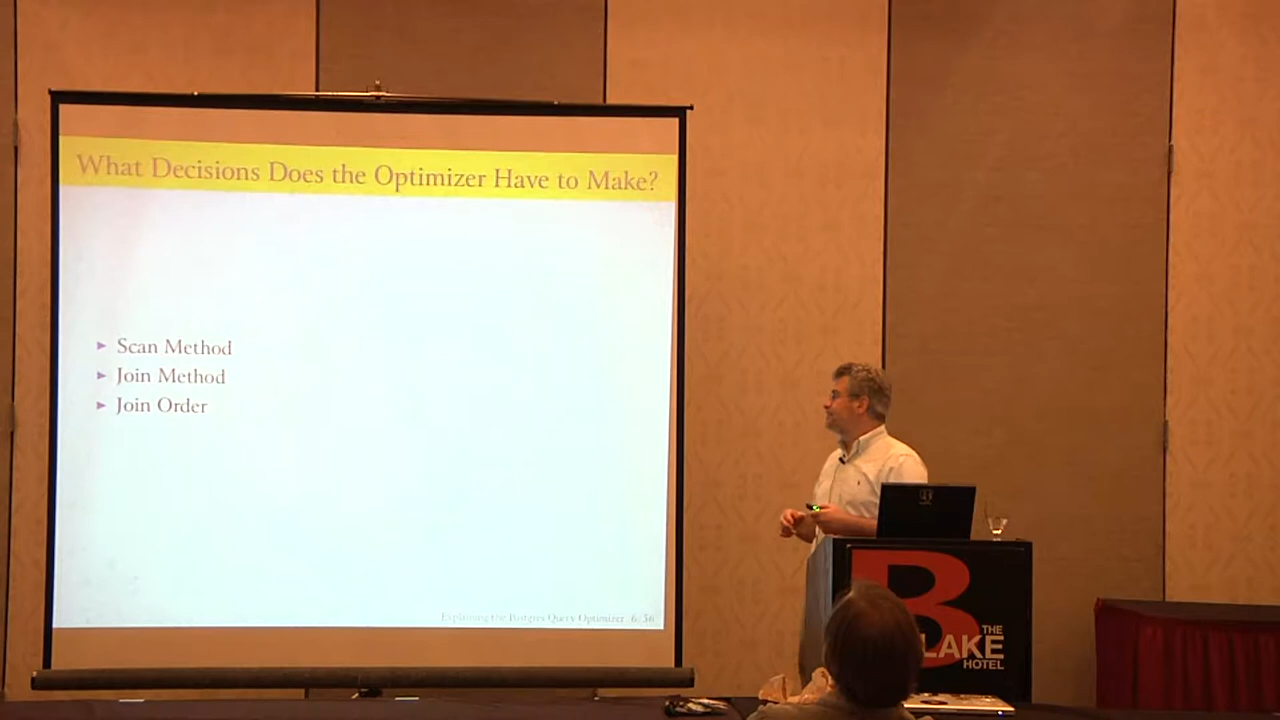 What Decisions Does the Optimizer Have to Make?
► Scan Method
► Join Method
► Join Order
Explaining the Postgres Query Optimizer 6/56
B
THE
LAKE
HOTEL